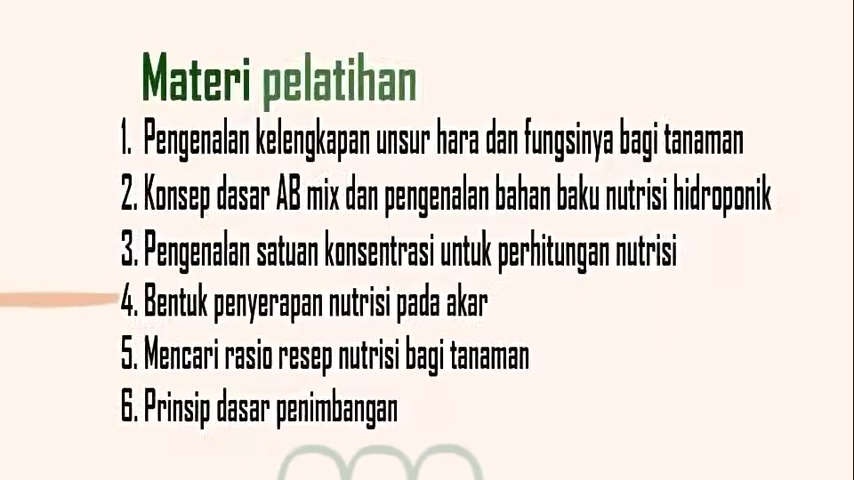 Materi pelatihan
1. Pengenalan kelengkapan unsur hara dan fungsinya bagi tanaman
2. Konsep dasar AB mix dan pengenalan bahan baku nutrisi hidroponik
3. Pengenalan satuan konsentrasi untuk perhitungan nutrisi
4. Bentuk penyerapan nutrisi pada akar
5. Mencari rasio resep nutrisi bagi tanaman
6. Prinsip dasar penimbangan